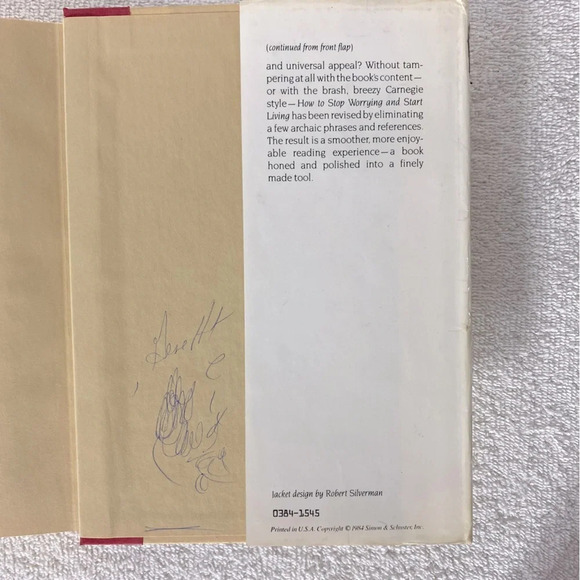 (continued from front flap)
and universal appeal? Without tam-
pering at all with the book's content—
or with the brash, breezy Carnegie
style—How to Stop Worrying and Start
Living has been revised by eliminating
a few archaic phrases and references.
The result is a smoother, more enjoy-
able reading experience—a book
honed and polished into a finely
made tool.
Jacket design by Robert Silverman
0384-1545
Printed in U.S.A. Copyright © 1984 Simon & Schuster, Inc.